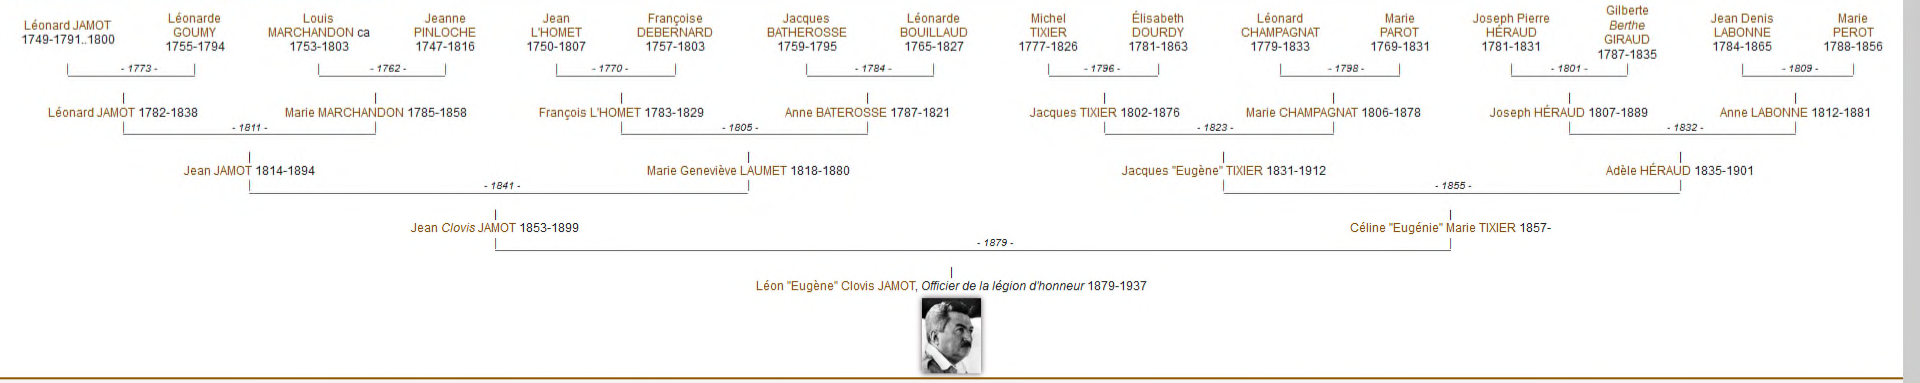 Léonard JAMOT
1749-1791..1800
Léonarde
GOUMY
1755-1794
Louis
MARCHANDON ca
1753-1803
Jeanne
PINLOCHE
1747-1816
Jean
L'HOMET
1750-1807
Françoise
DEBERNARD
1757-1803
Jacques
BATHEROSSE
1759-1795
Léonarde
BOUILLAUD
1765-1827
Michel
TIXIER
1777-1826
Élisabeth
DOURDY
1781-1863
Léonard
CHAMPAGNAT
1779-1833
Marie
PAROT
1769-1831
Joseph Pierre
HÉRAUD
1781-1831
Gilberte
Berthe
GIRAUD
1787-1835
Jean Denis
LABONNE
1784-1865
Marie
PEROT
1788-1856
- 1773 -
- 1762 -
- 1770 -
- 1784 -
- 1796 -
- 1798 -
- 1801 -
- 1809 -
Léonard JAMOT 1782-1838
Marie MARCHANDON 1785-1858
François L'HOMET 1783-1829
Anne BATEROSSE 1787-1821
Jacques TIXIER 1802-1876
Marie CHAMPAGNAT 1806-1878
Joseph HÉRAUD 1807-1889
Anne LABONNE 1812-1881
- 1811 -
- 1805 -
- 1823 -
- 1832 -
Jean JAMOT 1814-1894
Marie Geneviève LAUMET 1818-1880
Jacques "Eugène" TIXIER 1831-1912
Adèle HÉRAUD 1835-1901
- 1841 -
- 1855 -
Jean Clovis JAMOT 1853-1899
Céline "Eugénie" Marie TIXIER 1857-
- 1879 -
Léon "Eugène" Clovis JAMOT, Officier de la légion d'honneur 1879-1937